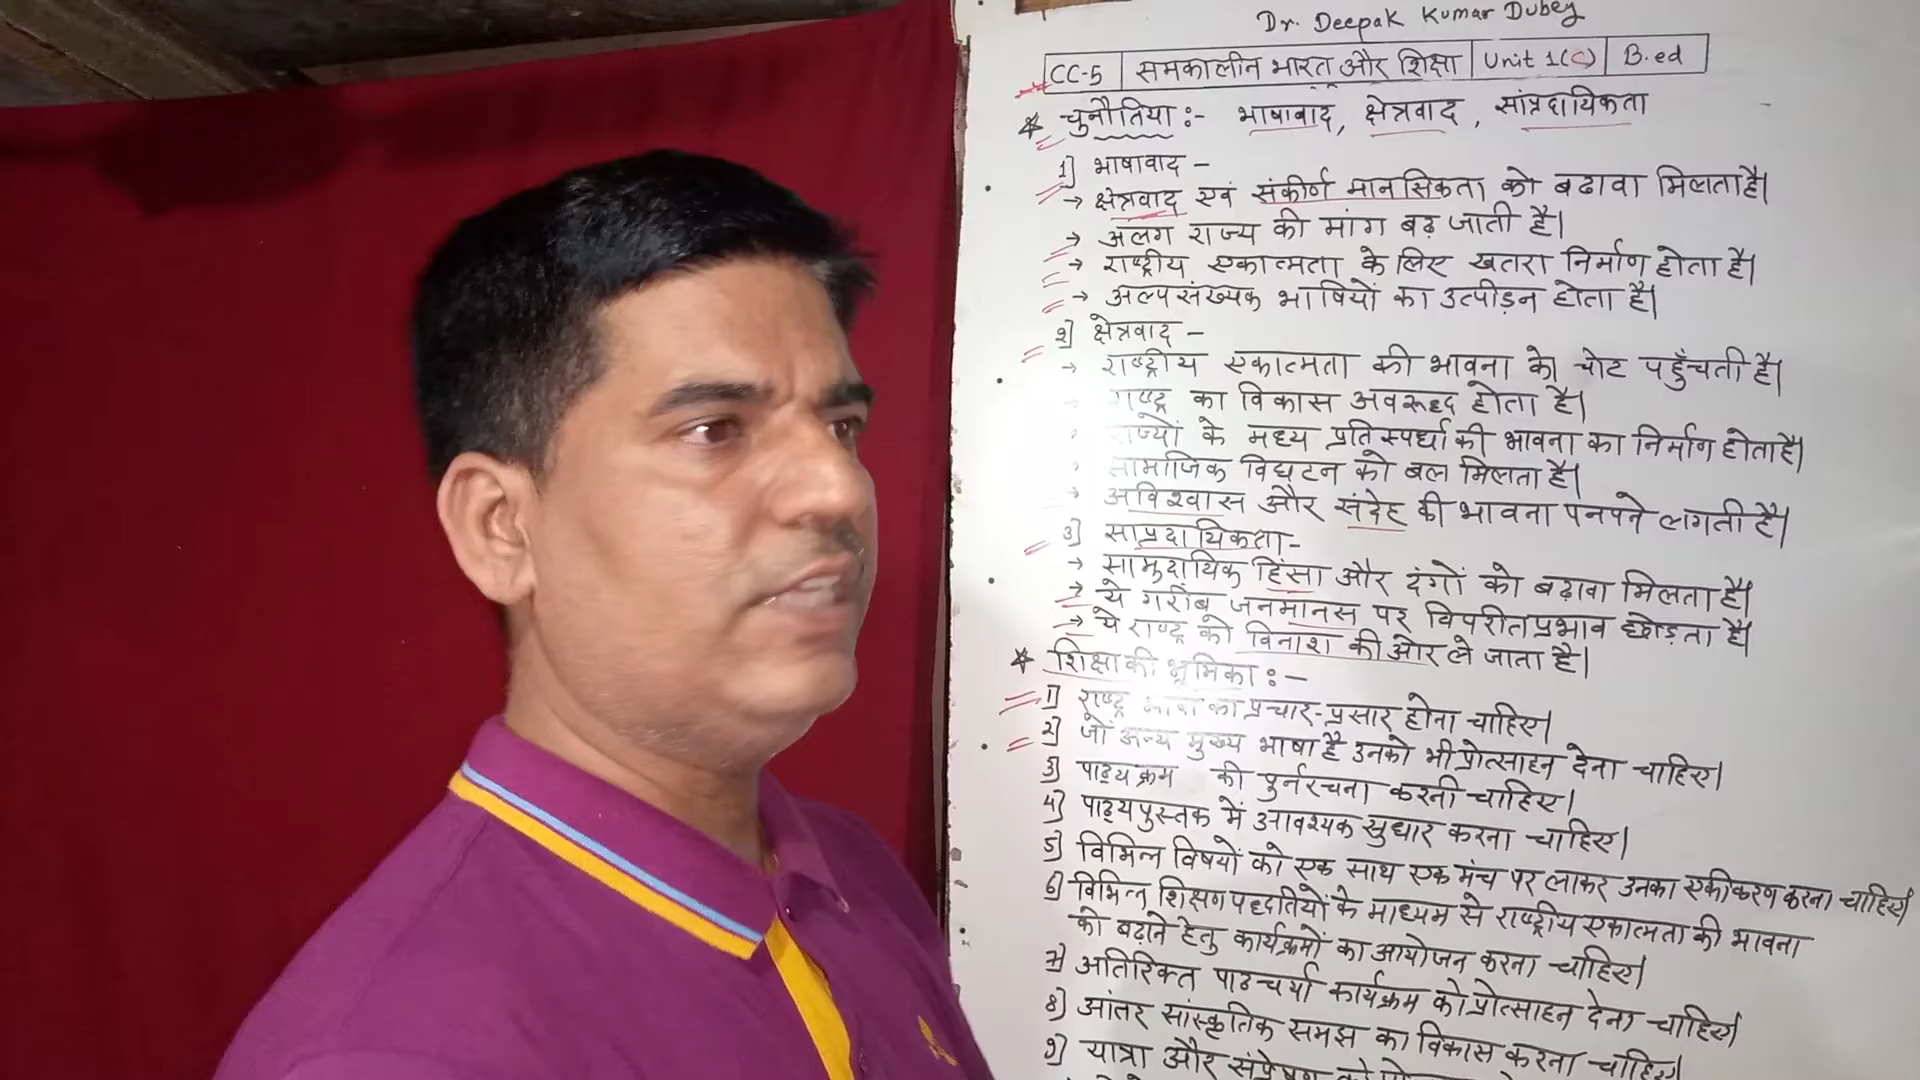 Dr. Deepak Kumar Dubey
CC-5 | समकालीन भारत और शिक्षा | Unit 1(C) | B.ed
* चुनौतिया :- भाषावाद, क्षेत्रवाद, सांप्रदायिकता
1] भाषावाद -
→ क्षेत्रवाद एवं संकीर्ण मानसिकता को बढावा मिलता है।
→ अलग राज्य की मांग बढ़ जाती है।
→ राष्ट्रीय एकात्मता के लिए खतरा निर्माण होता है।
→ अल्पसंख्यक भाषियों का उत्पीड़न होता है।
2] क्षेत्रवाद -
→ राष्ट्रीय एकात्मता की भावना को चोट पहुँचती है।
राष्ट्र का विकास अवरूद्द होता है।
राज्यों के मध्य प्रतिस्पर्धा की भावना का निर्माण होता है।
सामाजिक विघटन को बल मिलता है।
→ अविश्वास और संदेह की भावना पनपने लगती है।
3] साप्रदायिकता-
→ सामुदायिक हिंसा और दंगों को बढ़ावा मिलता है।
→ ये गरीब जनमानस पर विपरीत प्रभाव छोड़ता है।
→ ये राष्ट्र को विनाश की ओर ले जाता है।
* शिक्षा की भूमिका :-
1] राष्ट्र भाषा का प्रचार-प्रसार होना चाहिए।
2] जो अन्य मुख्य भाषा है उनको भी प्रोत्साहन देना चाहिए।
3] पाठ्यक्रम की पुर्नरचना करनी चाहिए।
4] पाठ्यपुस्तक में आवश्यक सुधार करना चाहिए।
5] विभिन्न विषयों को एक साथ एक मंच पर लाकर उनका एकीकरण करना चाहिए।
6] विभिन्न शिक्षण पद्दतियों के माध्यम से राष्ट्रीय एकात्मता की भावना
को बढ़ाने हेतु कार्यक्रमों का आयोजन करना चाहिए।
7] अतिरिक्त पाठचर्या कार्यक्रम को प्रोत्साहन देना चाहिए।
8] आंतर सांस्कृतिक समझ का विकास करना चाहिए।
9] यात्रा और संप्रेषण को